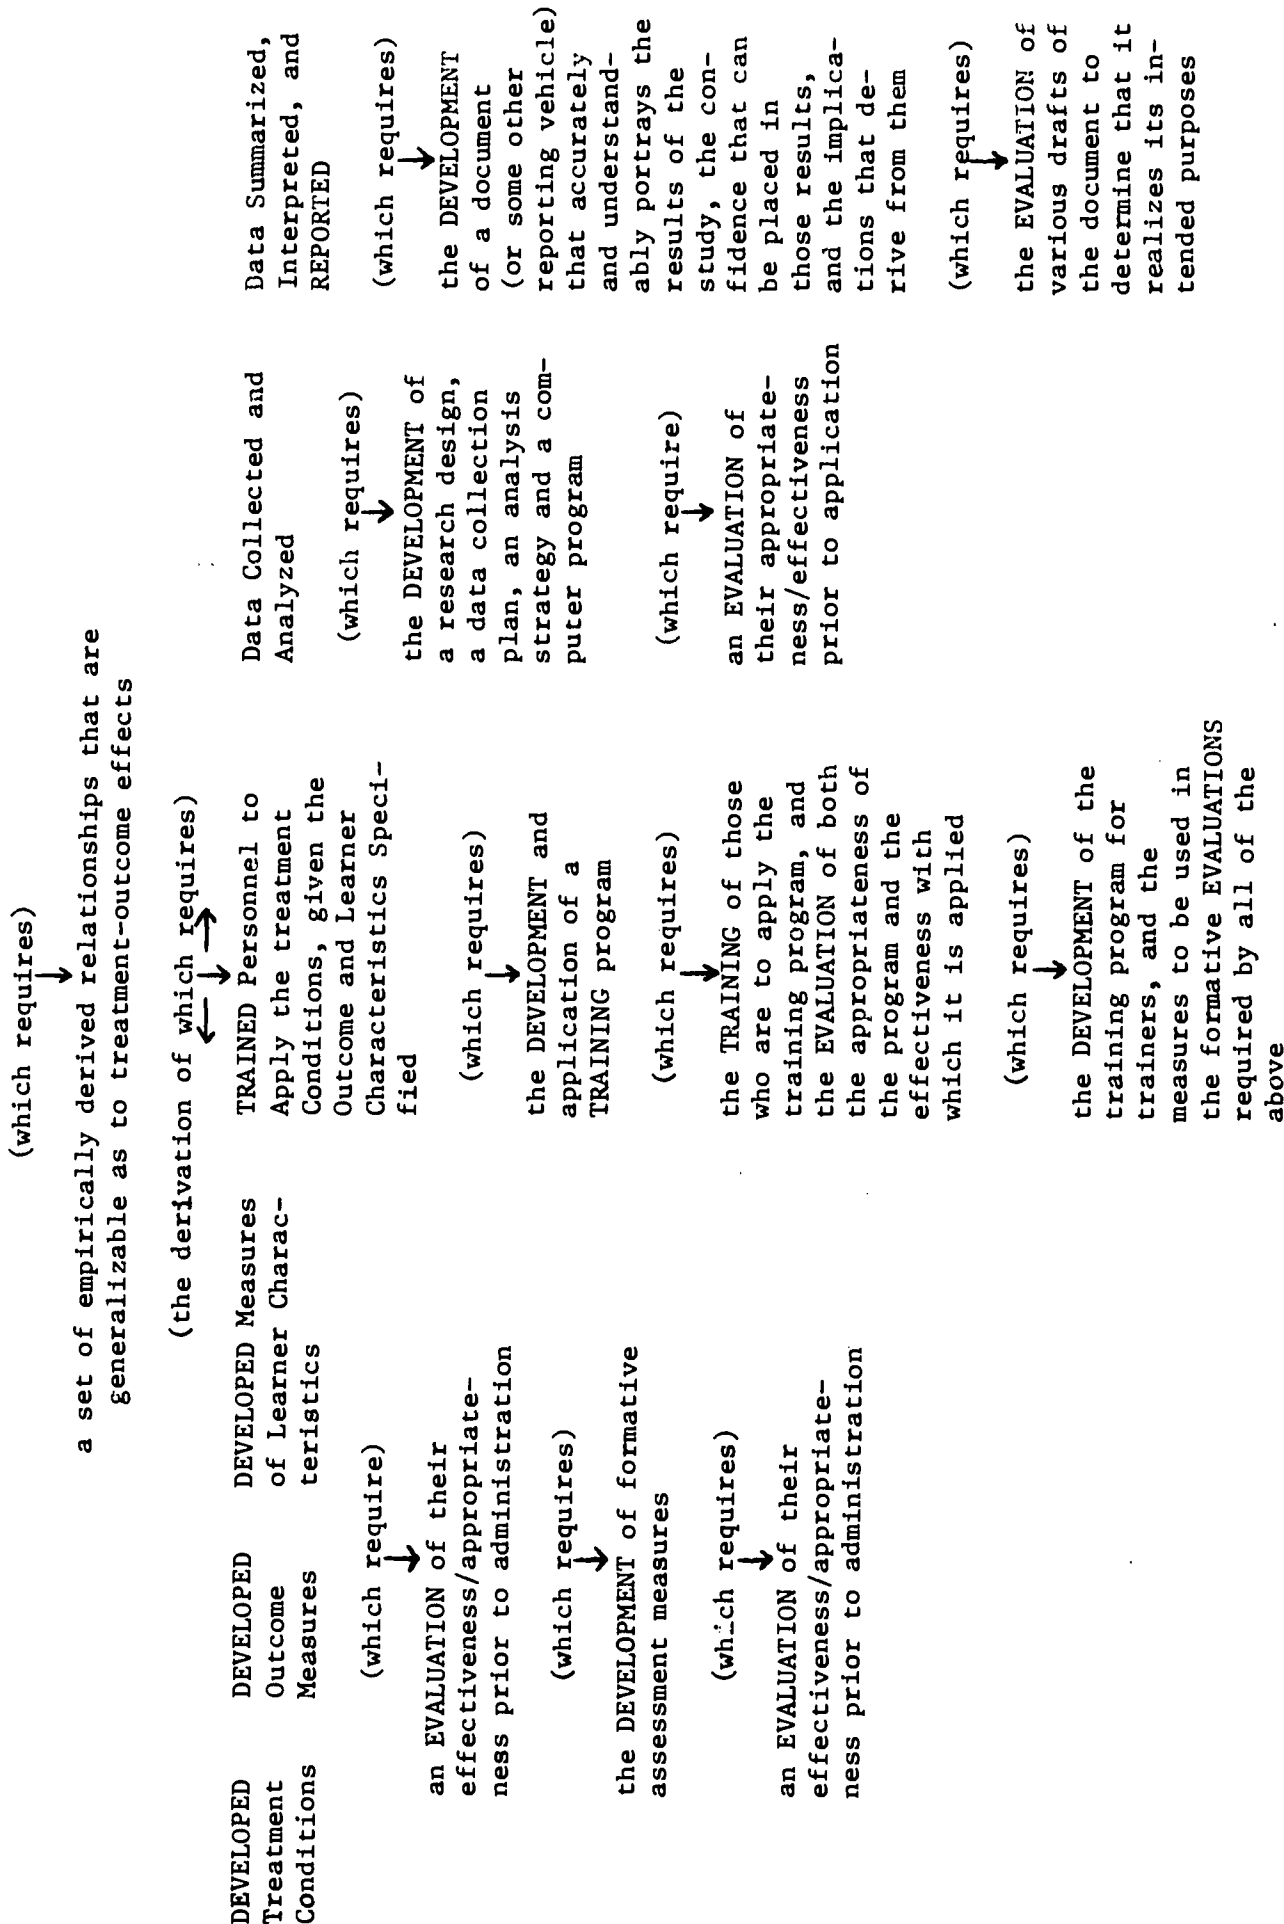 (which requires)
a set of empirically derived relationships that are
generalizable as to treatment-outcome effects
(the derivation of which requires)
DEVELOPED
Treatment
Conditions
DEVELOPED
Outcome
Measures
DEVELOPED Measures
of Learner Charac-
teristics
(which require)
an EVALUATION of their
effectiveness/appropriate-
ness prior to administration
(which requires)
the DEVELOPMENT of formative
assessment measures
(which requires)
an EVALUATION of their
effectiveness/appropriate-
ness prior to administration
TRAINED Personnel to
Apply the treatment
Conditions, given the
Outcome and Learner
Characteristics Speci-
fied
(which requires)
the DEVELOPMENT and
application of a
TRAINING program
(which requires)
the TRAINING of those
who are to apply the
training program, and
the EVALUATION of both
the appropriateness of
the program and the
effectiveness with
which it is applied
(which requires)
the DEVELOPMENT of the
training program for
trainers, and the
measures to be used in
the formative EVALUATIONS
required by all of the
above
Data Collected and
Analyzed
(which requires)
the DEVELOPMENT of
a research design,
a data collection
plan, an analysis
strategy and a com-
puter program
(which require)
an EVALUATION of
their appropriate-
ness/effectiveness
prior to application
Data Summarized,
Interpreted, and
REPORTED
(which requires)
the DEVELOPMENT
of a document
(or some other
reporting vehicle)
that accurately
and understand-
ably portrays the
results of the
study, the con-
fidence that can
be placed in
those results,
and the implica-
tions that de-
rive from them
(which requires)
the EVALUATION of
various drafts of
the document to
determine that it
realizes its in-
tended purposes